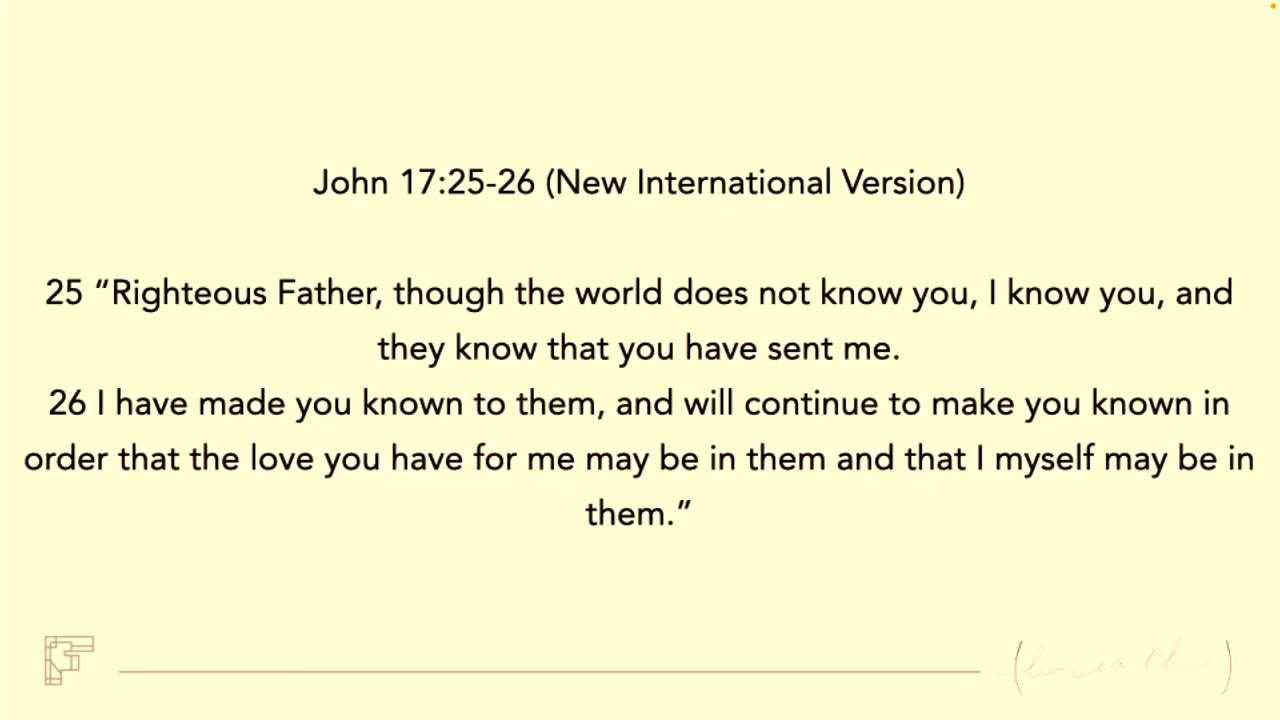 John 17:25-26 (New International Version)
25 “Righteous Father, though the world does not know you, I know you, and
they know that you have sent me.
26 I have made you known to them, and will continue to make you known in
order that the love you have for me may be in them and that I myself may be in
them.”
(breath)